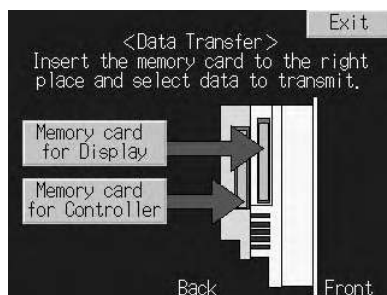 Exit
<Data Transfer>
Insert the memory card to the right
place and select data to transmit.
Memory card
for Display
Memory card
for Controller
Back
Front